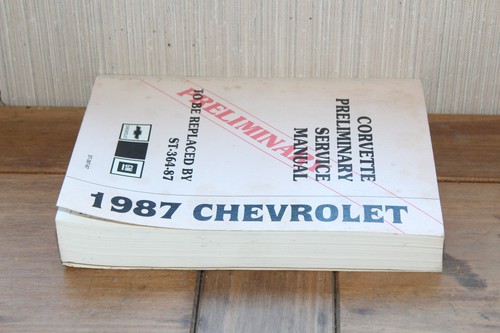 CORVETTE
PRELIMINARY
SERVICE
MANUAL
PRELIMINARY
TO BE REPLACED BY
ST-364-87
1987 CHEVROLET